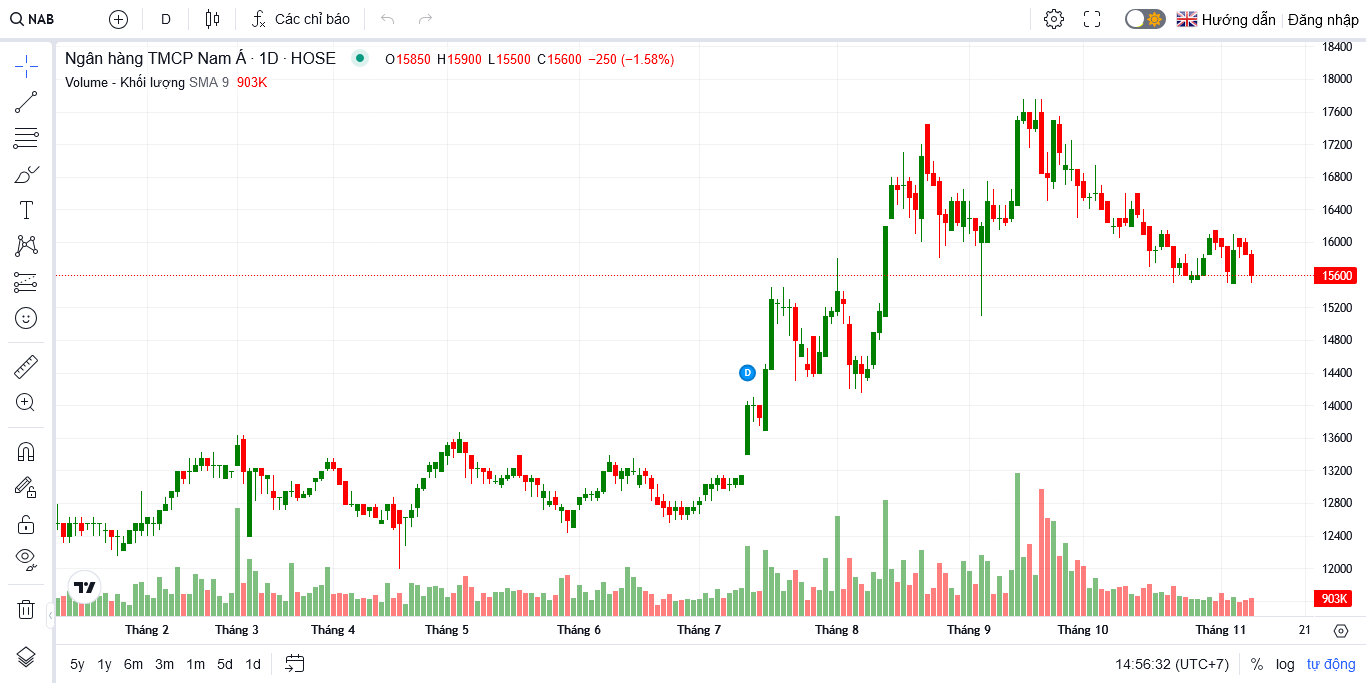 NAB D Các chỉ báo Hướng dẫn Đăng nhập
Ngân hàng TMCP Nam Á · 1D · HOSE O15850 H15900 L15500 C15600 −250 (−1.58%)
Volume - Khối lượng SMA 9 903K
18400
18000
17600
17200
16800
16400
16000
15600
15200
14800
14400
D
14000
13600
13200
12800
12400
12000
903K
Tháng 2 Tháng 3 Tháng 4 Tháng 5 Tháng 6 Tháng 7 Tháng 8 Tháng 9 Tháng 10 Tháng 11 21
5y 1y 6m 3m 1m 5d 1d 14:56:32 (UTC+7) % log tự động